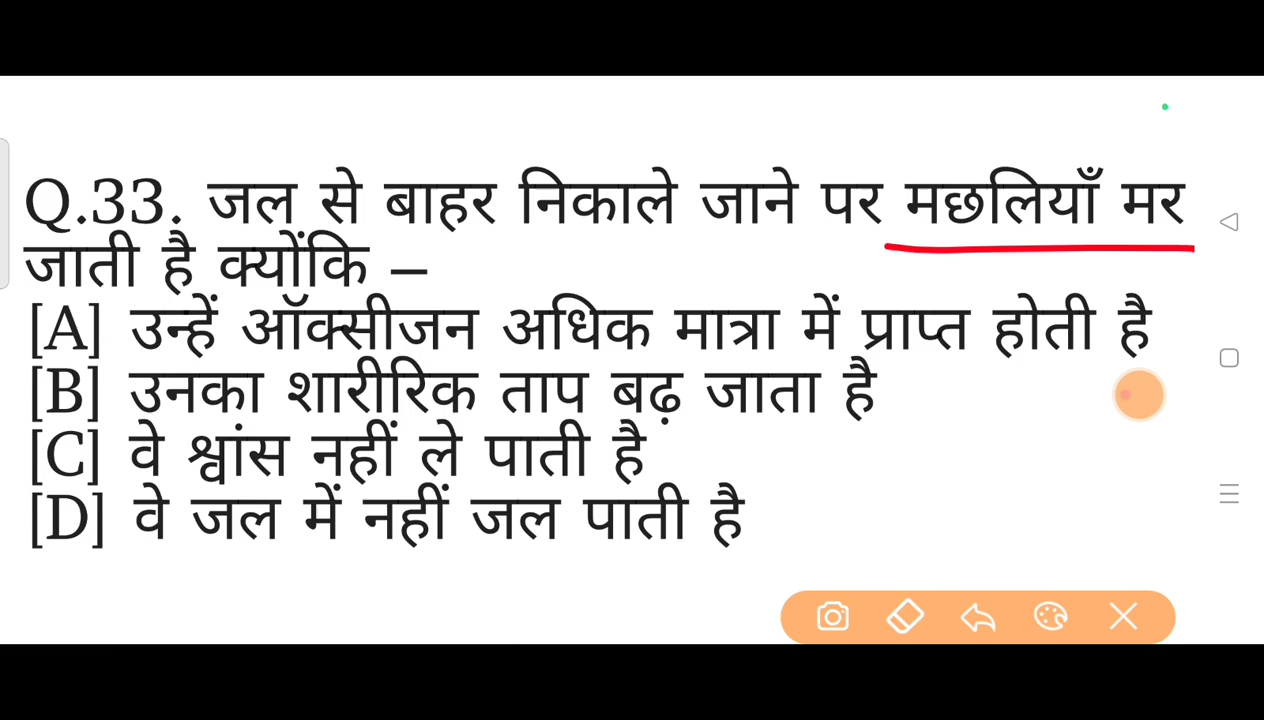 Q.33. जल से बाहर निकाले जाने पर मछलियाँ मर
जाती है क्योंकि –
[A] उन्हें ऑक्सीजन अधिक मात्रा में प्राप्त होती है
[B] उनका शारीरिक ताप बढ़ जाता है
[C] वे श्वांस नहीं ले पाती है
[D] वे जल में नहीं जल पाती है